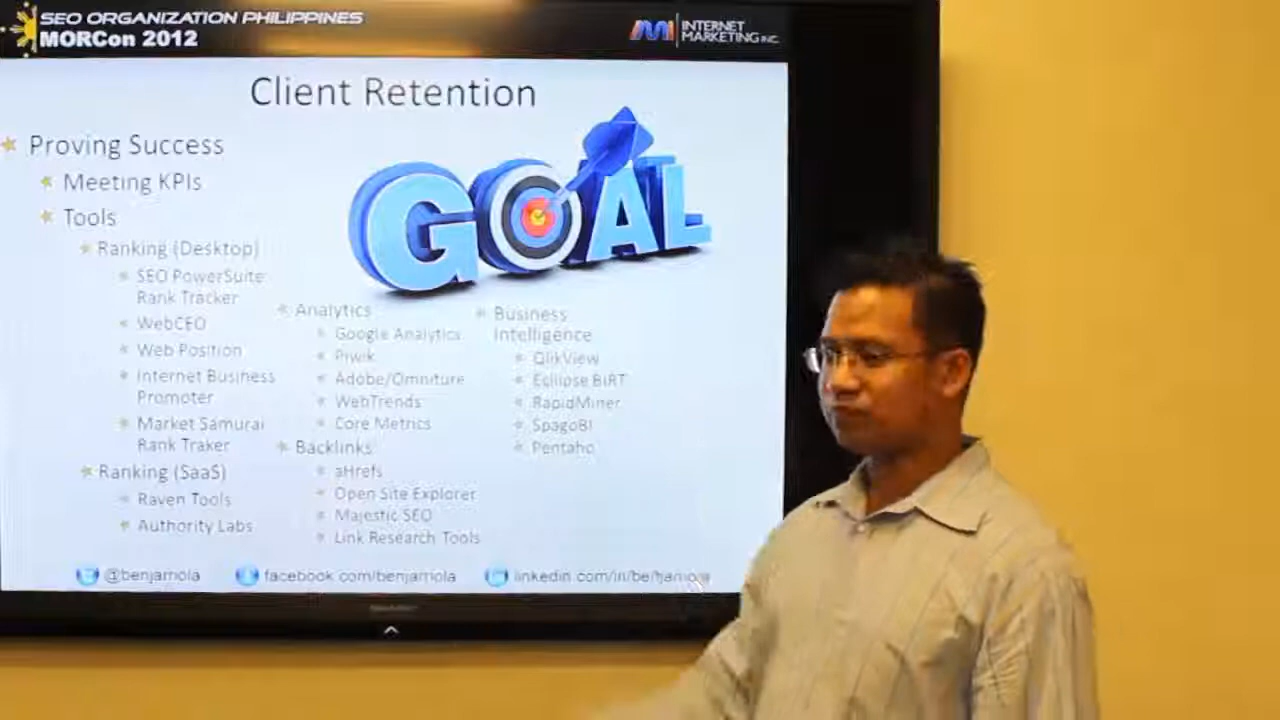 SEO ORGANIZATION PHILIPPINES
MORCon 2012
INTERNET
MARKETING INC.
Client Retention
GOAL
Proving Success
Meeting KPIs
Tools
Ranking (Desktop)
SEO PowerSuite
Rank Tracker
WebCEO
Web Position
Internet Business
Promoter
Market Samurai
Rank Traker
Ranking (SaaS)
Raven Tools
Authority Labs
Analytics
Google Analytics
Piwik
Adobe/Omniture
WebTrends
Core Metrics
Backlinks
aHrefs
Open Site Explorer
Majestic SEO
Link Research Tools
Business
Intelligence
QlikView
Eclipse BIRT
RapidMiner
SpagoBI
Pentaho
@benjarriola
facebook.com/benjarriola